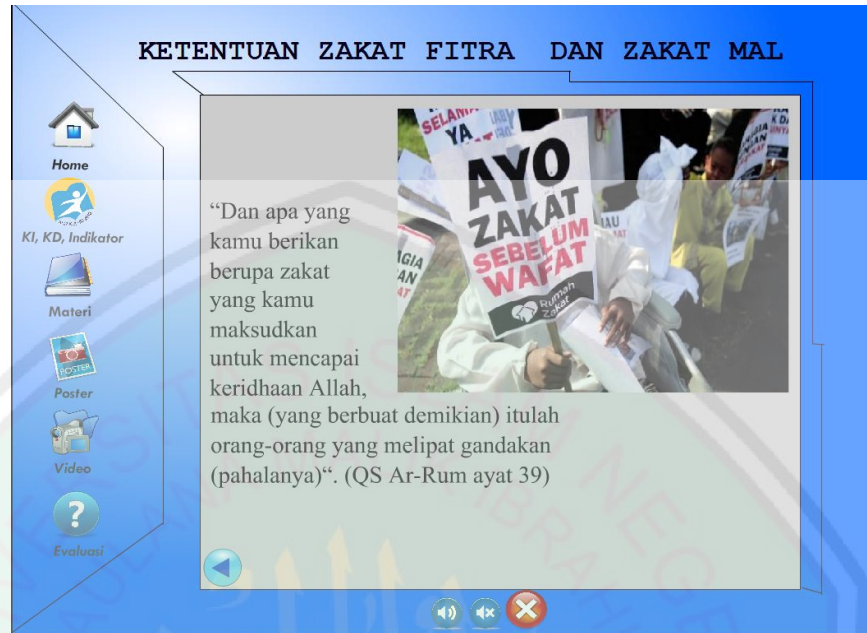 KETENTUAN ZAKAT FITRA DAN ZAKAT MAL
Home
KI, KD, Indikator
Materi
POSTER
Poster
Video
?
Evaluasi
“Dan apa yang
kamu berikan
berupa zakat
yang kamu
maksudkan
untuk mencapai
keridhaan Allah,
maka (yang berbuat demikian) itulah
orang-orang yang melipat gandakan
(pahalanya)“. (QS Ar-Rum ayat 39)
YA
AYO
ZAKAT
SEBELUM
WAFAT
Rumah
Zakat